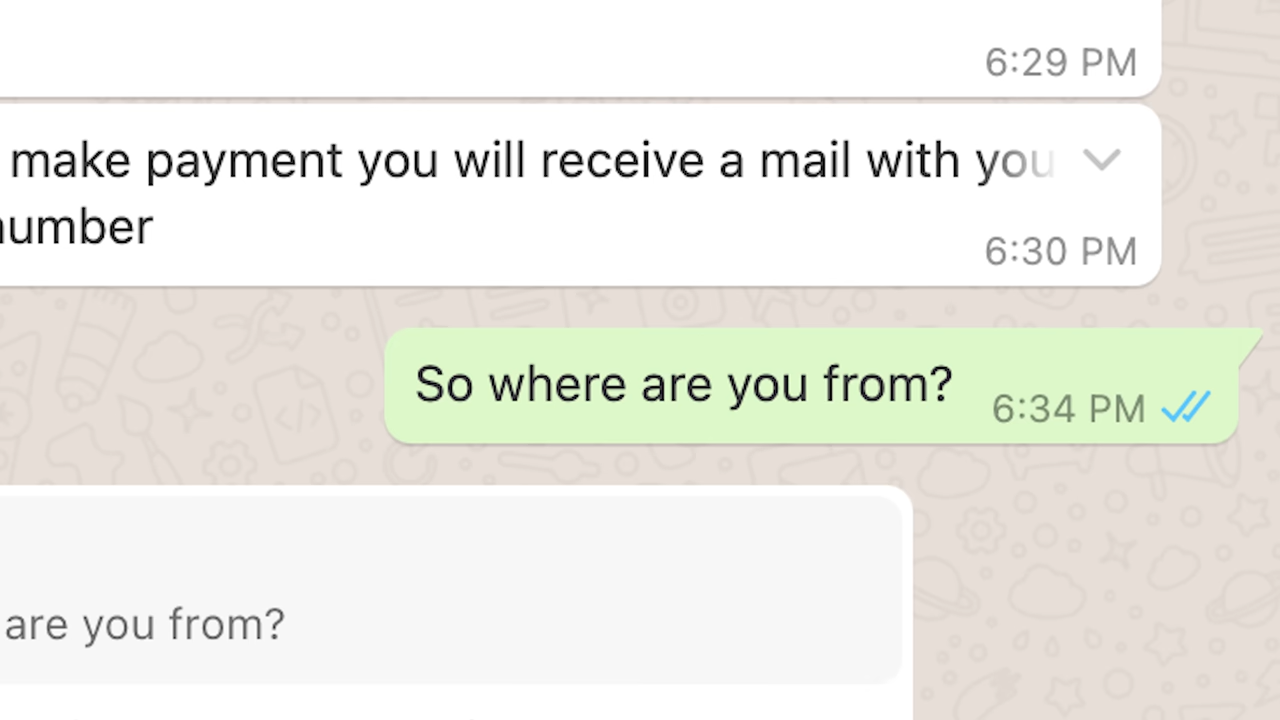 6:29 PM
make payment you will receive a mail with you
number
6:30 PM
So where are you from?
6:34 PM
are you from?